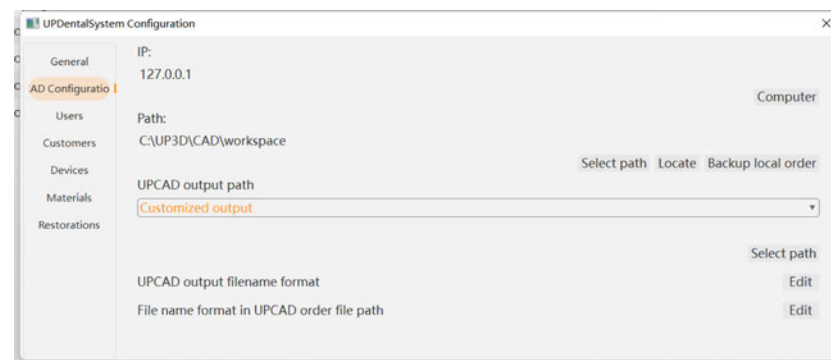 UPDentalSystem Configuration
General
AD Configuratio
Users
Customers
Devices
Materials
Restorations
IP:
127.0.0.1
Computer
Path:
C:\UP3D\CAD\workspace
Select path Locate Backup local order
UPCAD output path
Customized output
Select path
UPCAD output filename format Edit
File name format in UPCAD order file path Edit